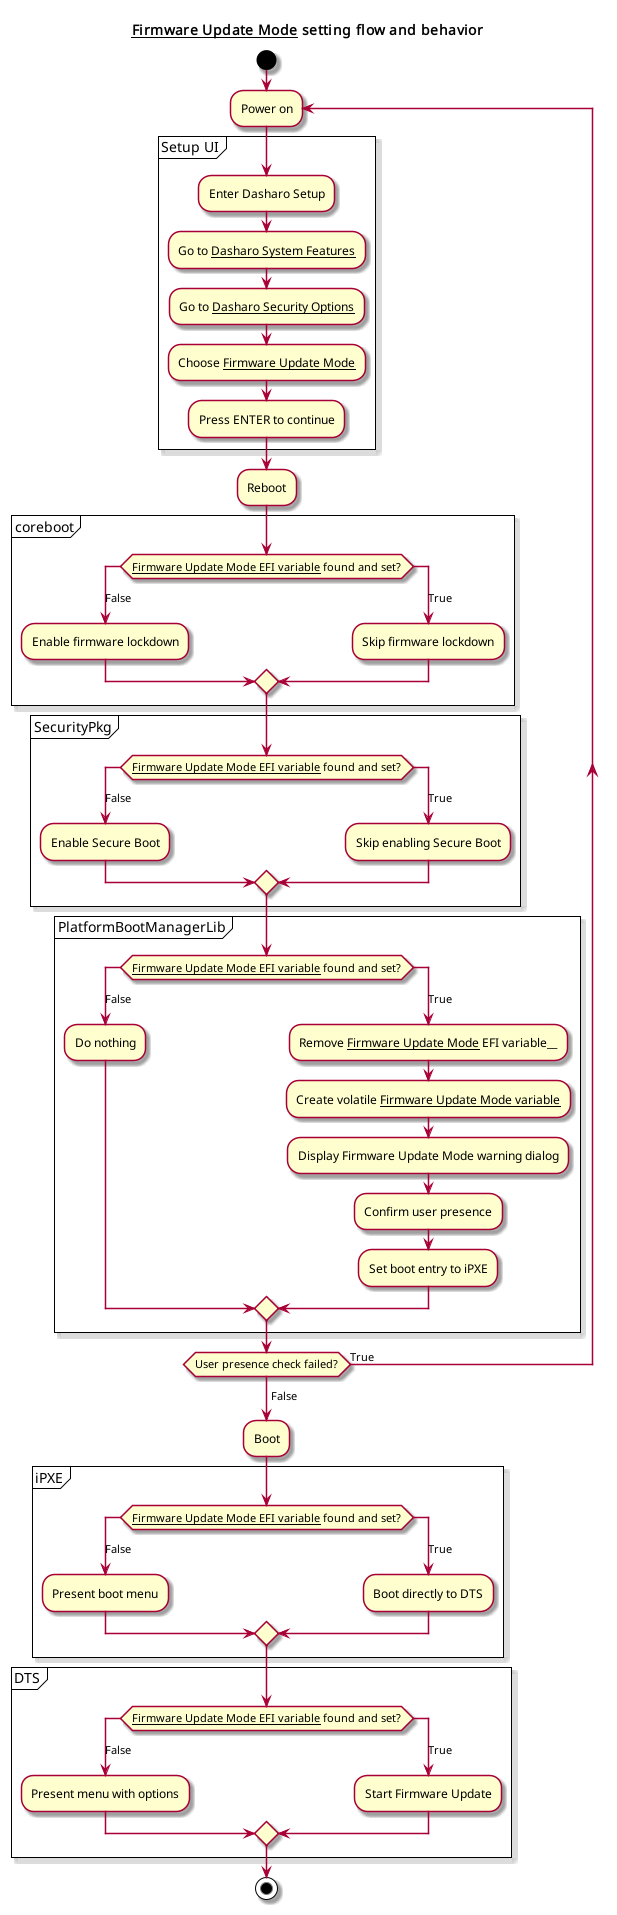 Firmware Update Mode setting flow and behavior
Power on
Setup UI
Enter Dasharo Setup
Go to Dasharo System Features
Go to Dasharo Security Options
Choose Firmware Update Mode
Press ENTER to continue
Reboot
coreboot
Firmware Update Mode EFI variable found and set?
False
True
Enable firmware lockdown
Skip firmware lockdown
SecurityPkg
Firmware Update Mode EFI variable found and set?
False
True
Enable Secure Boot
Skip enabling Secure Boot
PlatformBootManagerLib
Firmware Update Mode EFI variable found and set?
False
True
Do nothing
Remove Firmware Update Mode EFI variable__
Create volatile Firmware Update Mode variable
Display Firmware Update Mode warning dialog
Confirm user presence
Set boot entry to iPXE
User presence check failed?
True
False
Boot
iPXE
Firmware Update Mode EFI variable found and set?
False
True
Present boot menu
Boot directly to DTS
DTS
Firmware Update Mode EFI variable found and set?
False
True
Present menu with options
Start Firmware Update